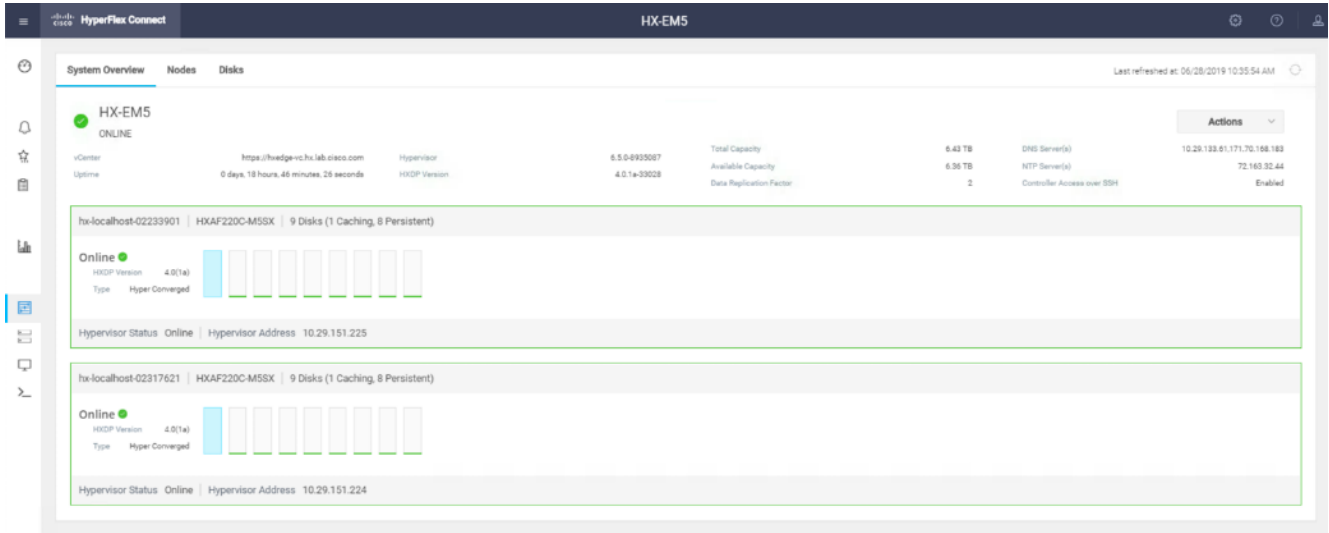 cisco HyperFlex Connect HX-EM5
System Overview Nodes Disks Last refreshed at: 06/28/2019 10:35:54 AM
HX-EM5
ONLINE
Actions
vCenter https://hxedge-vc.hx.lab.cisco.com
Uptime 0 days, 18 hours, 46 minutes, 26 seconds
Hypervisor 6.5.0-8935087
HXDP Version 4.0.1a-33028
Total Capacity 6.43 TB
Available Capacity 6.36 TB
Data Replication Factor 2
DNS Server(s) 10.29.133.61,171.70.168.183
NTP Server(s) 72.163.32.44
Controller Access over SSH Enabled
hx-localhost-02233901 | HXAF220C-M5SX | 9 Disks (1 Caching, 8 Persistent)
Online
HXDP Version 4.0(1a)
Type Hyper Converged
Hypervisor Status Online | Hypervisor Address 10.29.151.225
hx-localhost-02317621 | HXAF220C-M5SX | 9 Disks (1 Caching, 8 Persistent)
Online
HXDP Version 4.0(1a)
Type Hyper Converged
Hypervisor Status Online | Hypervisor Address 10.29.151.224